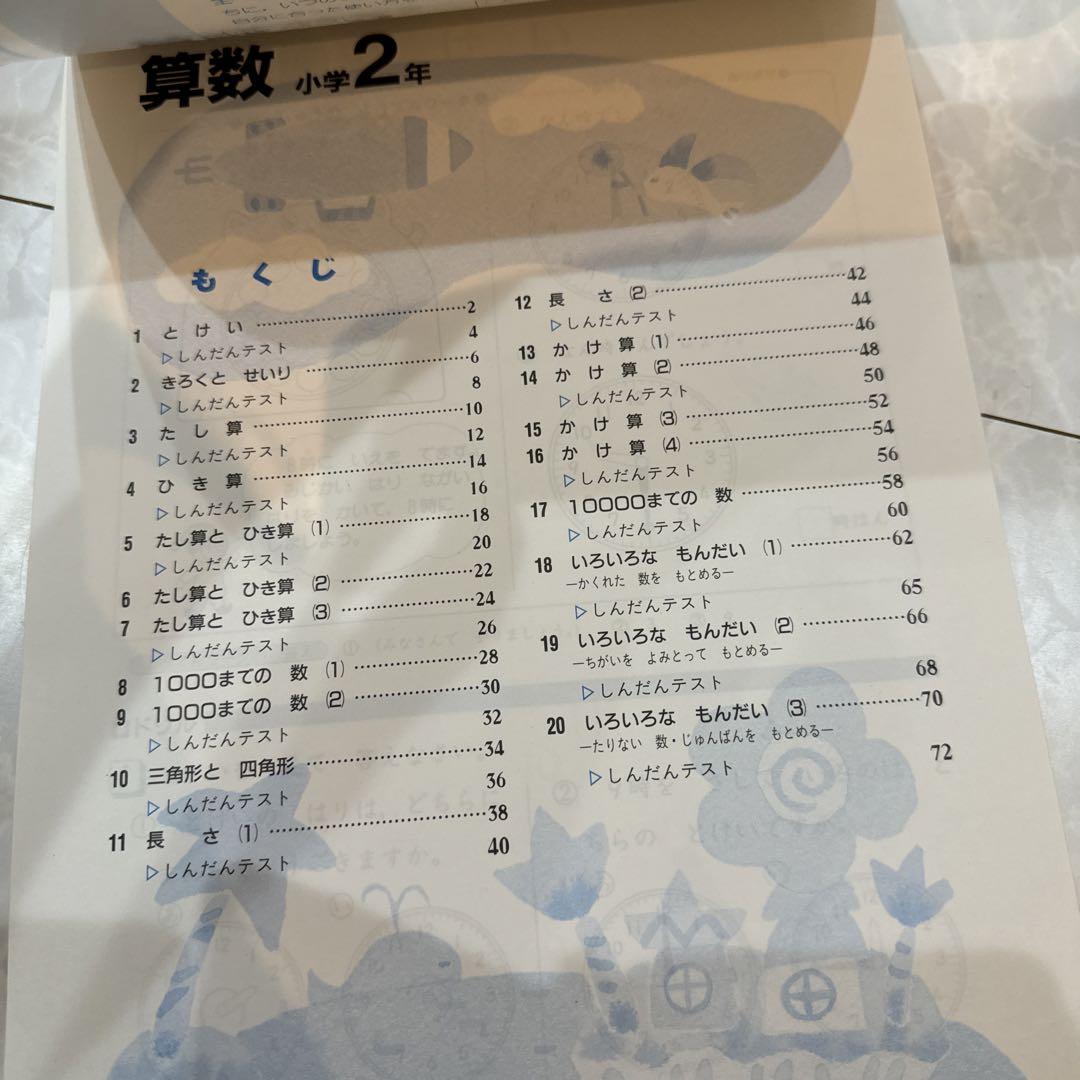 算数 小学2年
もくじ
1 とけい ……2
▷しんだんテスト 4
2 きろくと せいり ……6
▷しんだんテスト 8
3 たし算 ……10
▷しんだんテスト 12
4 ひき算 ……14
▷しんだんテスト 16
5 たし算と ひき算 (1) ……18
▷しんだんテスト 20
6 たし算と ひき算 (2) ……22
7 たし算と ひき算 (3) ……24
▷しんだんテスト 26
8 1000までの 数 (1) ……28
9 1000までの 数 (2) ……30
▷しんだんテスト 32
10 三角形と 四角形 ……34
▷しんだんテスト 36
11 長さ (1) ……38
▷しんだんテスト 40
12 長さ (2) ……42
▷しんだんテスト 44
13 かけ算 (1) ……46
14 かけ算 (2) ……48
▷しんだんテスト 50
15 かけ算 (3) ……52
16 かけ算 (4) ……54
▷しんだんテスト 56
17 10000までの 数 ……58
▷しんだんテスト 60
18 いろいろな もんだい (1) ……62
―かくれた 数を もとめる―
▷しんだんテスト 65
19 いろいろな もんだい (2) ……66
―ちがいを よみとって もとめる―
▷しんだんテスト 68
20 いろいろな もんだい (3) ……70
―たりない 数・じゅんばんを もとめる―
▷しんだんテスト 72